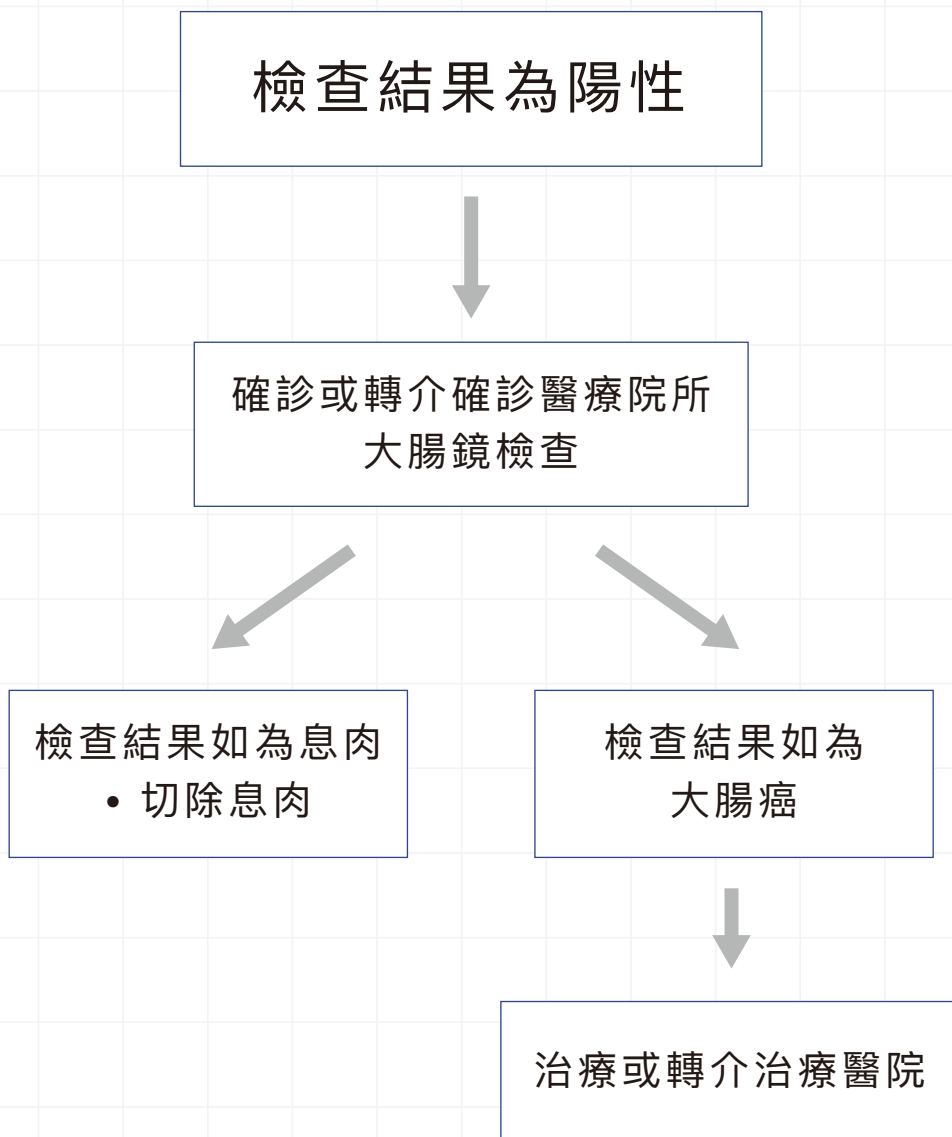 檢查結果為陽性
確診或轉介確診醫療院所
大腸鏡檢查
檢查結果如為息肉
• 切除息肉
檢查結果如為
大腸癌
治療或轉介治療醫院